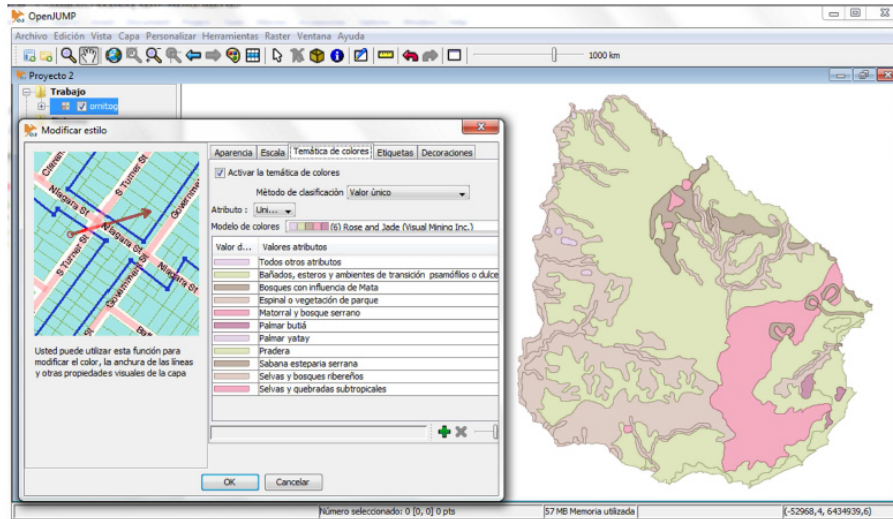 OpenJUMP
Archivo Edición Vista Capa Personalizar Herramientas Raster Ventana Ayuda
1000 km
Proyecto 2
Trabajo
ornitog
Modificar estilo
Aparencia Escala Temática de colores Etiquetas Decoraciones
Activar la temática de colores
Método de clasificación Valor único
Atributo : Uni...
Modelo de colores (6) Rose and Jade (Visual Mining Inc.)
Valor d... Valores atributos
Todos otros atributos
Bañados, esteros y ambientes de transición psamófilos o dulce
Bosques con influencia de Mata
Espinal o vegetación de parque
Matorral y bosque serrano
Palmar butiá
Palmar yatay
Pradera
Sabana esteparia serrana
Selvas y bosques ribereños
Selvas y quebradas subtropicales
Niagara St
S Turner St
Niagara St
S Turner St
Niagara St
Usted puede utilizar esta función para
modificar el color, la anchura de las líneas
y otras propiedades visuales de la capa
OK Cancelar
Número seleccionado: 0 [0, 0] 0 pts
57 MB Memoria utilizada
(-52968,4, 6434939,6)